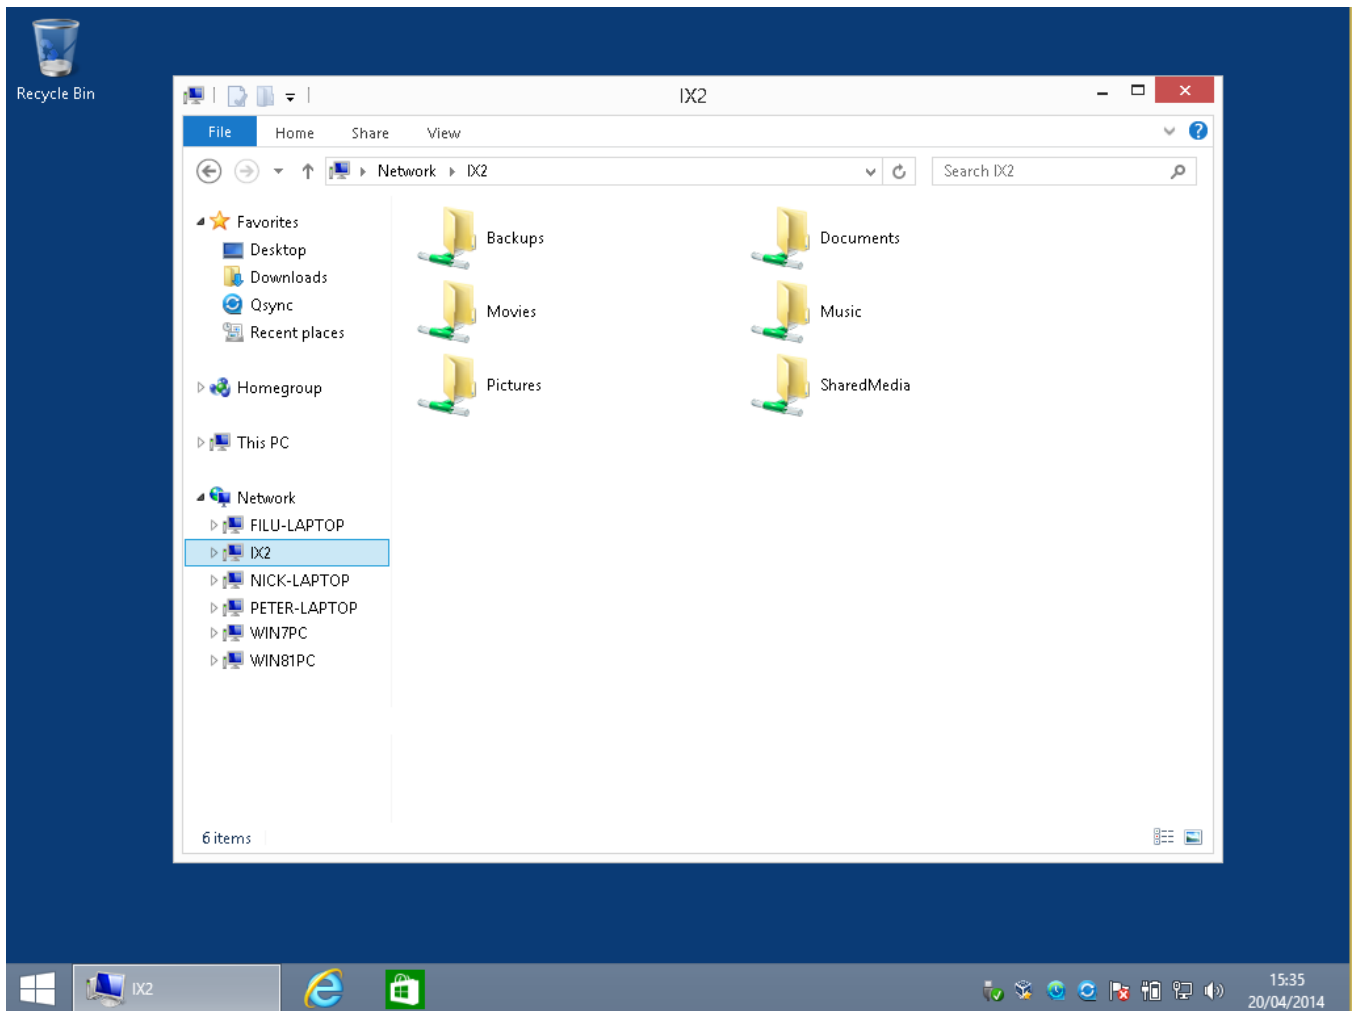 Recycle Bin
IX2
File Home Share View
Network IX2
Search IX2
Favorites
Desktop
Downloads
Qsync
Recent places
Homegroup
This PC
Network
FILU-LAPTOP
IX2
NICK-LAPTOP
PETER-LAPTOP
WIN7PC
WIN81PC
Backups
Documents
Movies
Music
Pictures
SharedMedia
6 items
IX2
15:35
20/04/2014